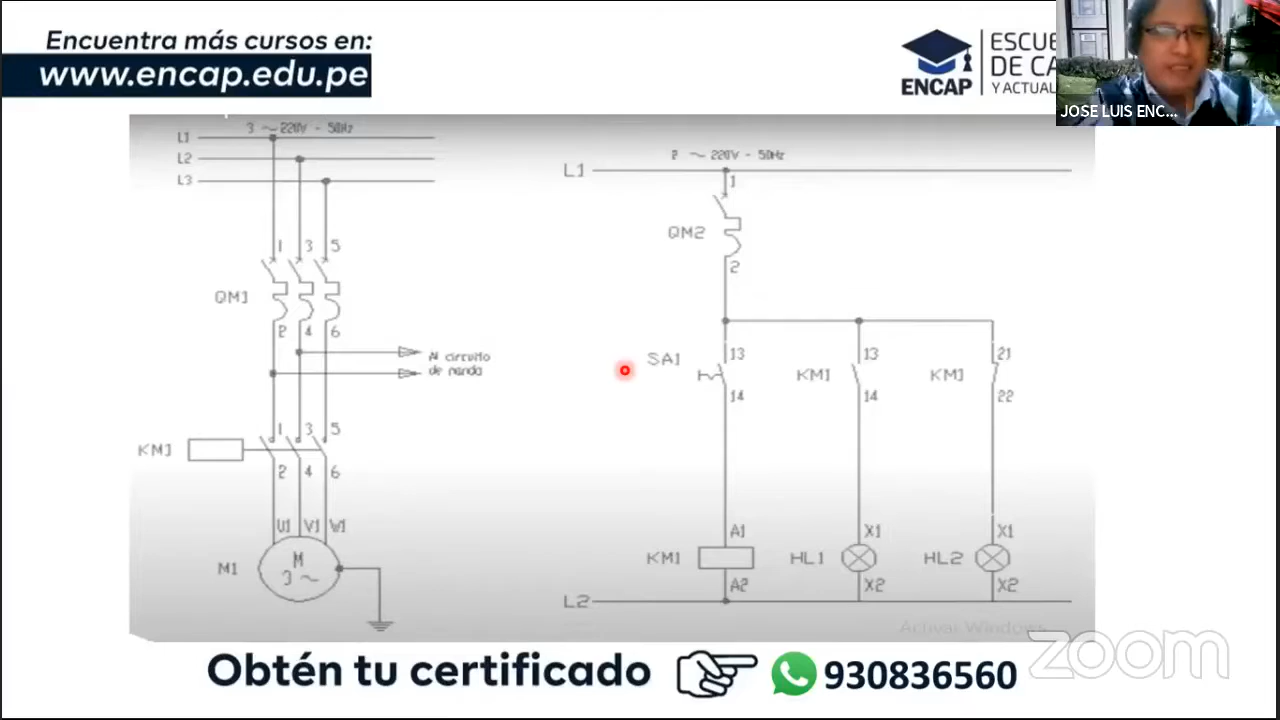 Encuentra más cursos en:
www.encap.edu.pe
ENCAP
ESCUE
DE CA
Y ACTUAL
JOSE LUIS ENC...
3 ~ 220V - 50Hz
L1
L2
L3
1 3 5
QM1
2 4 6
Al circuito
de manda
1 3 5
KM1
2 4 6
U1 V1 W1
M1
M
3 ~
2 ~ 220V - 50Hz
L1
1
QM2
2
SA1
13
14
KM1
13
14
KM1
21
22
KM1
A1
A2
HL1
X1
X2
HL2
X1
X2
L2
Activar Windows
zoom
Obtén tu certificado
930836560